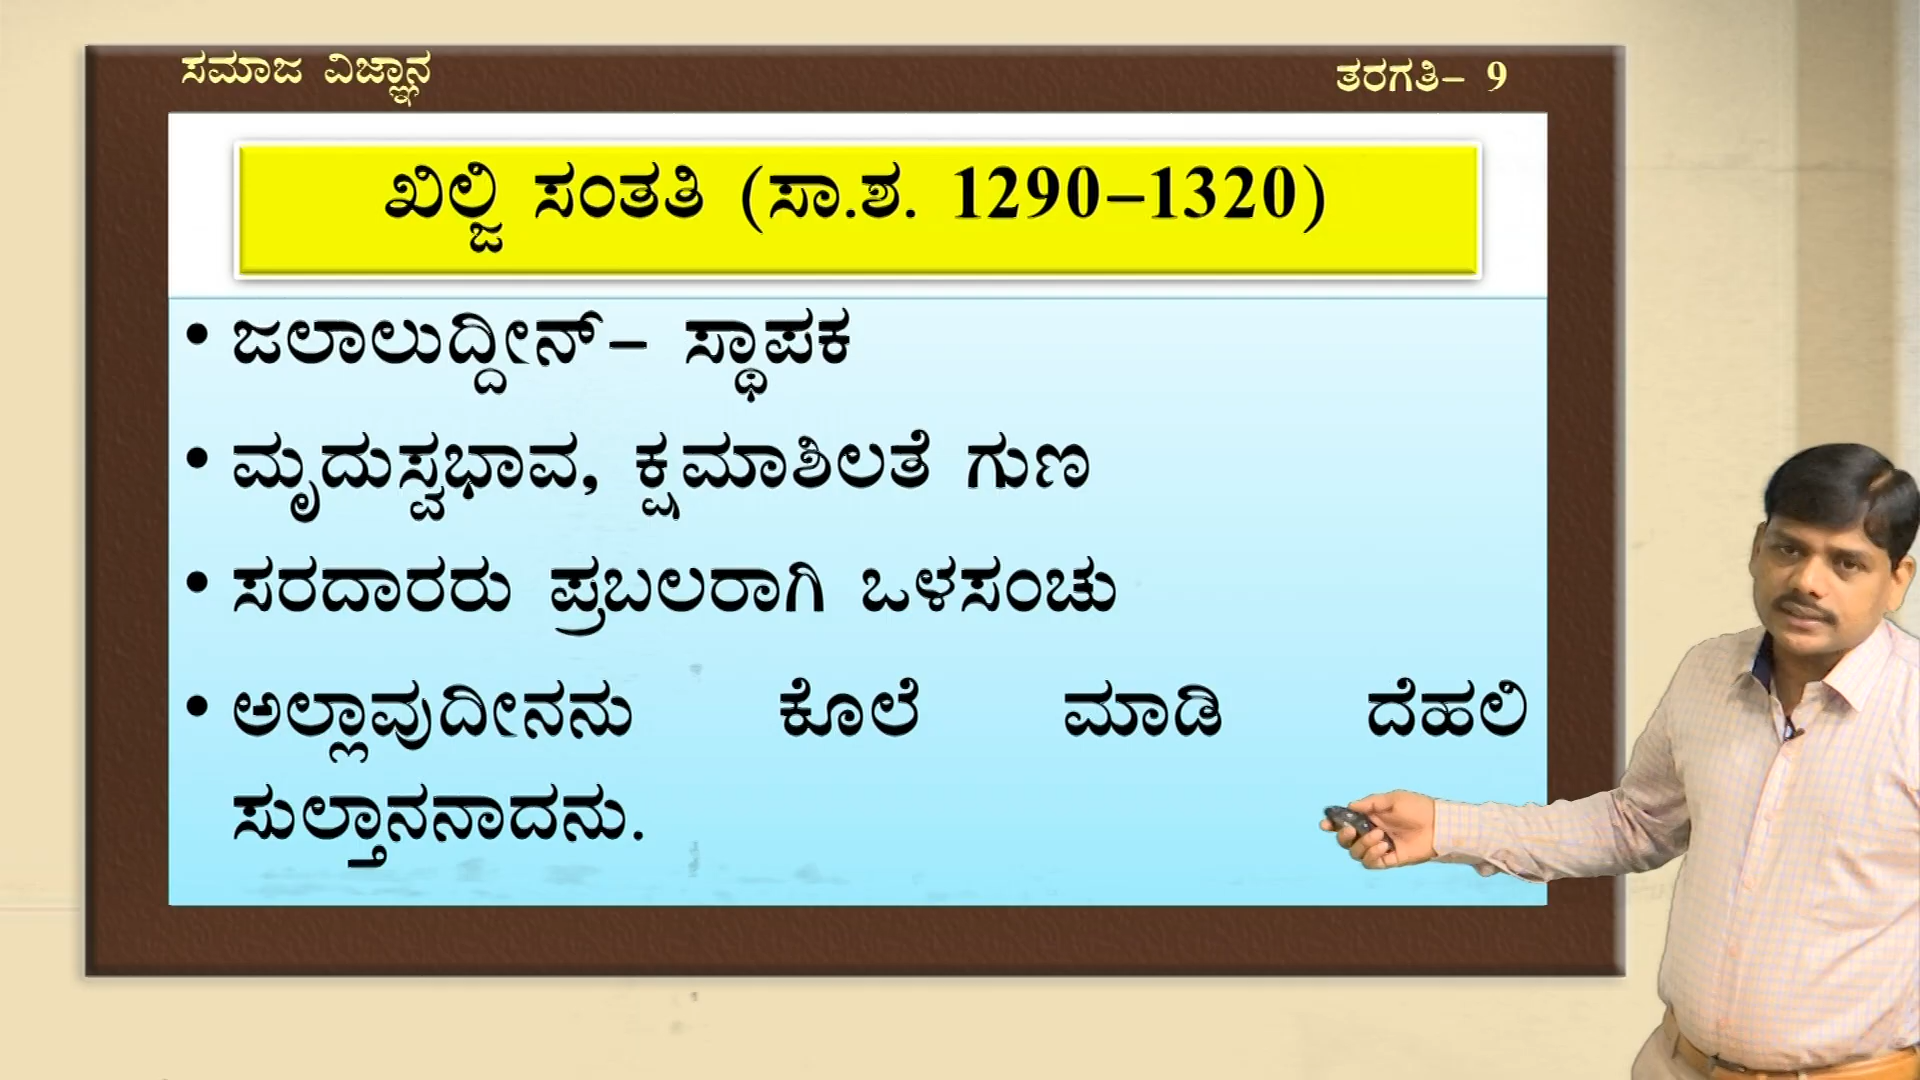 ಸಮಾಜ ವಿಜ್ಞಾನ
ತರಗತಿ– 9
ಖಿಲ್ಜಿ ಸಂತತಿ (ಸಾ.ಶ. 1290–1320)
• ಜಲಾಲುದ್ದೀನ್– ಸ್ಥಾಪಕ
• ಮೃದುಸ್ವಭಾವ, ಕ್ಷಮಾಶಿಲತೆ ಗುಣ
• ಸರದಾರರು ಪ್ರಬಲರಾಗಿ ಒಳಸಂಚು
• ಅಲ್ಲಾವುದೀನನು ಕೊಲೆ ಮಾಡಿ ದೆಹಲಿ
ಸುಲ್ತಾನನಾದನು.